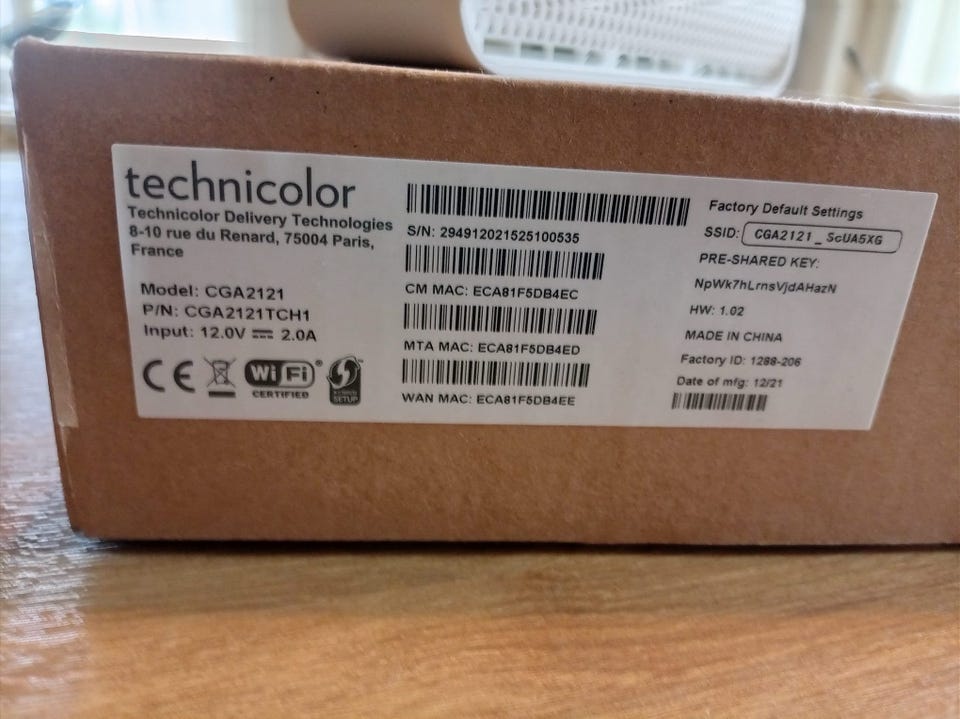 technicolor
Technicolor Delivery Technologies
8-10 rue du Renard, 75004 Paris,
France
Model: CGA2121
P/N: CGA2121TCH1
Input: 12.0V ⎓ 2.0A
CE
WiFi
CERTIFIED
SETUP
S/N: 294912021525100535
CM MAC: ECA81F5DB4EC
MTA MAC: ECA81F5DB4ED
WAN MAC: ECA81F5DB4EE
Factory Default Settings
SSID: CGA2121_ScUA5XG
PRE-SHARED KEY:
NpWk7hLrnsVjdAHazN
HW: 1.02
MADE IN CHINA
Factory ID: 1288-206
Date of mfg: 12/21